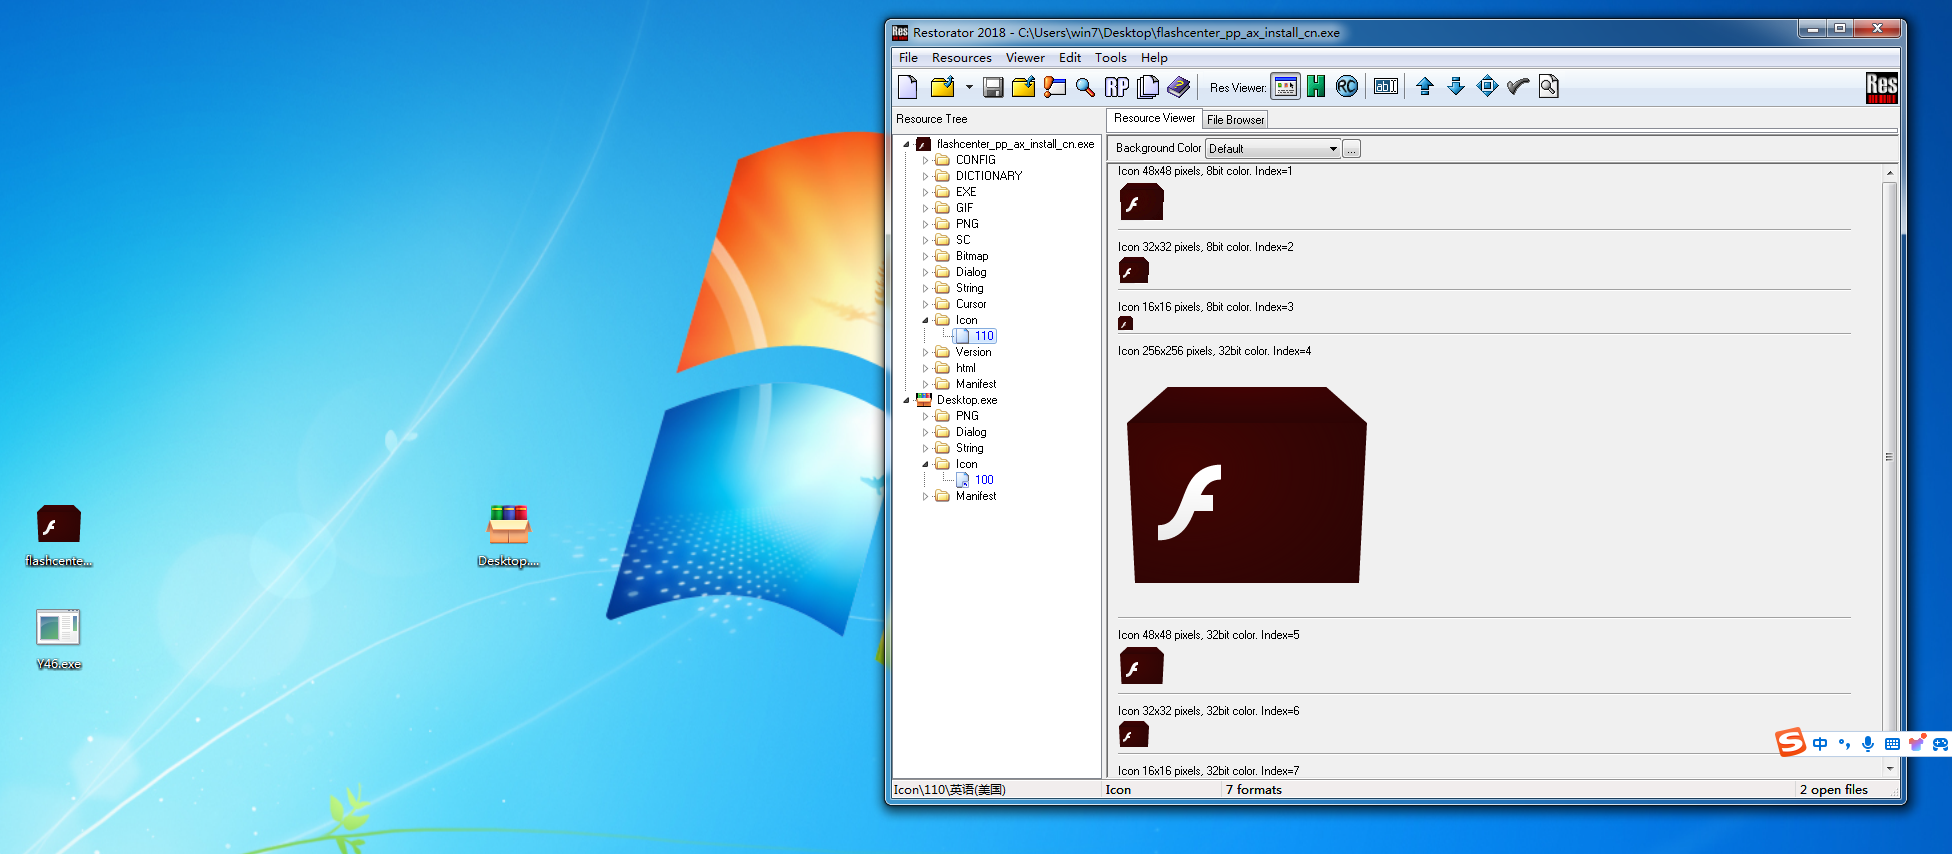 flashcente...
Y46.exe
Desktop....
Res
Restorator 2018 - C:\Users\win7\Desktop\flashcenter_pp_ax_install_cn.exe
File Resources Viewer Edit Tools Help
RP Res Viewer: H RC ab Res
Resource Tree
Resource Viewer File Browser
flashcenter_pp_ax_install_cn.exe
CONFIG
DICTIONARY
EXE
GIF
PNG
SC
Bitmap
Dialog
String
Cursor
Icon
110
Version
html
Manifest
Desktop.exe
PNG
Dialog
String
Icon
100
Manifest
Background Color Default ...
Icon 48x48 pixels, 8bit color. Index=1
Icon 32x32 pixels, 8bit color. Index=2
Icon 16x16 pixels, 8bit color. Index=3
Icon 256x256 pixels, 32bit color. Index=4
Icon 48x48 pixels, 32bit color. Index=5
Icon 32x32 pixels, 32bit color. Index=6
Icon 16x16 pixels, 32bit color. Index=7
S 中
Icon\110\英语(美国) Icon 7 formats 2 open files